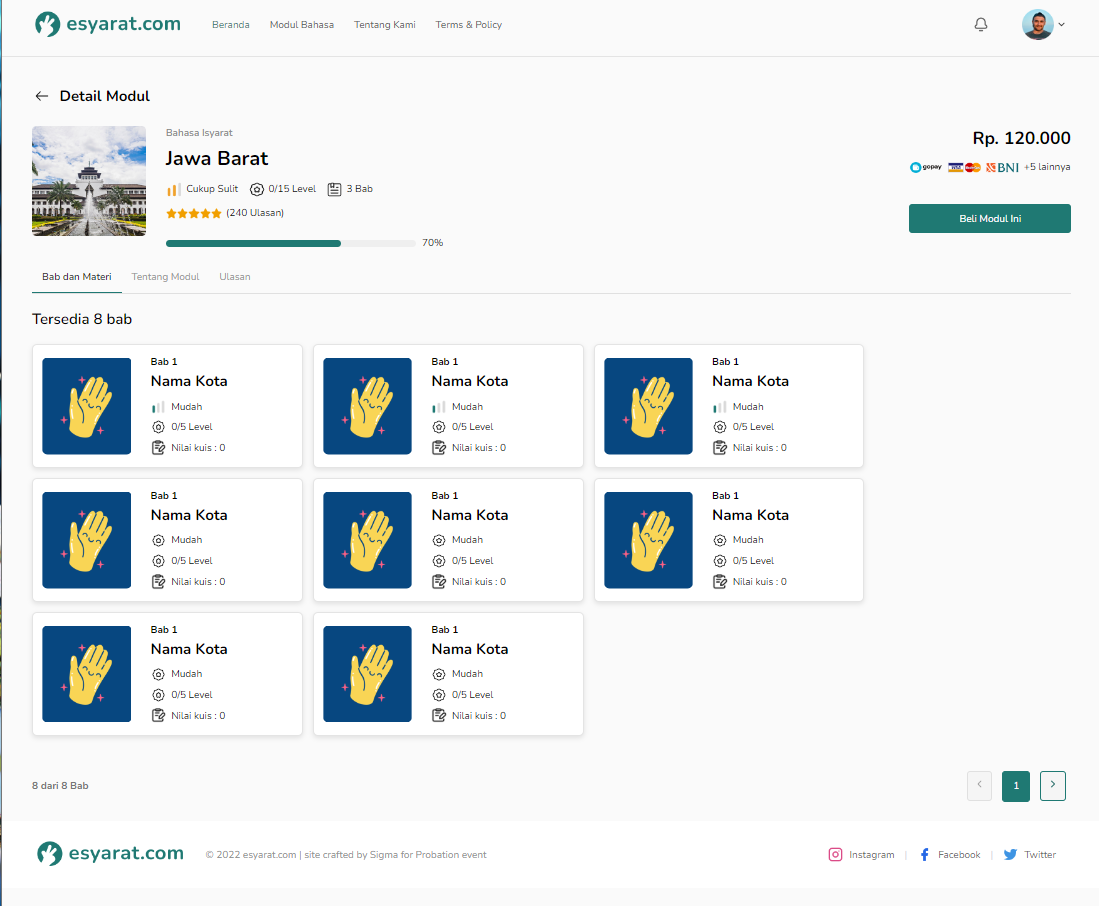 esyarat.com Beranda Modul Bahasa Tentang Kami Terms & Policy
Detail Modul
Bahasa Isyarat
Jawa Barat
Cukup Sulit 0/15 Level 3 Bab
(240 Ulasan)
70%
Rp. 120.000
gopay VISA BNI +5 lainnya
Beli Modul Ini
Bab dan Materi Tentang Modul Ulasan
Tersedia 8 bab
Bab 1
Nama Kota
Mudah
0/5 Level
Nilai kuis : 0
Bab 1
Nama Kota
Mudah
0/5 Level
Nilai kuis : 0
Bab 1
Nama Kota
Mudah
0/5 Level
Nilai kuis : 0
Bab 1
Nama Kota
Mudah
0/5 Level
Nilai kuis : 0
Bab 1
Nama Kota
Mudah
0/5 Level
Nilai kuis : 0
Bab 1
Nama Kota
Mudah
0/5 Level
Nilai kuis : 0
Bab 1
Nama Kota
Mudah
0/5 Level
Nilai kuis : 0
Bab 1
Nama Kota
Mudah
0/5 Level
Nilai kuis : 0
8 dari 8 Bab
1
esyarat.com © 2022 esyarat.com | site crafted by Sigma for Probation event Instagram | Facebook | Twitter